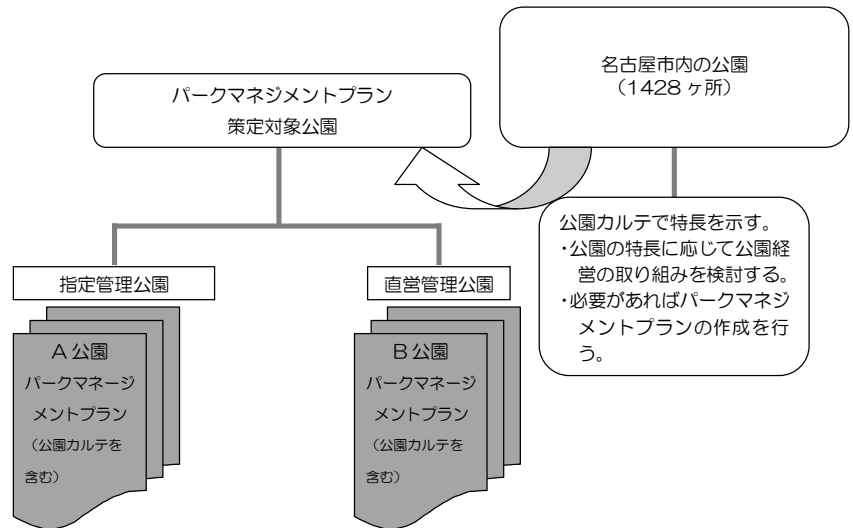 名古屋市内の公園
（1428 ヶ所）
パークマネジメントプラン
策定対象公園
公園カルテで特長を示す。
・公園の特長に応じて公園経
営の取り組みを検討する。
・必要があればパークマネジ
メントプランの作成を行
う。
指定管理公園
直営管理公園
A 公園
パークマネージ
メントプラン
（公園カルテを
含む）
B 公園
パークマネージ
メントプラン
（公園カルテを
含む）